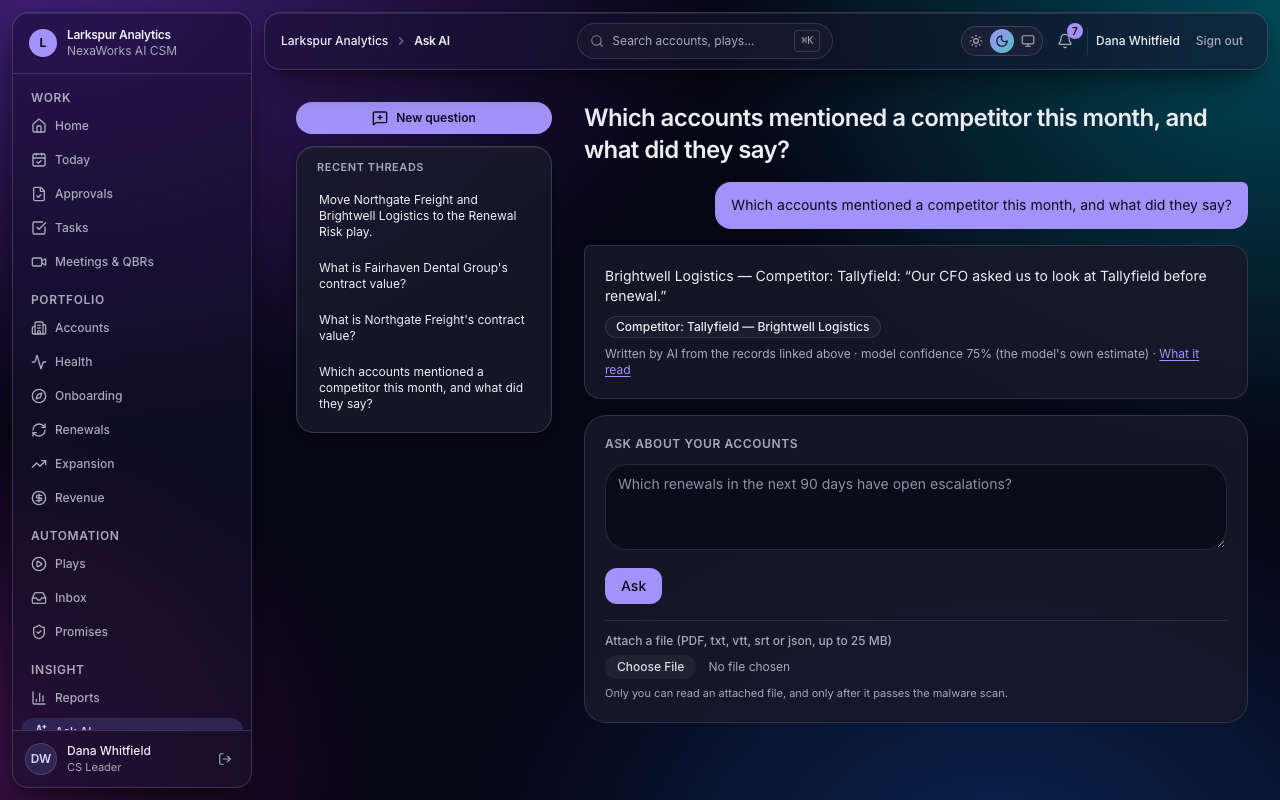 L
Larkspur Analytics
NexaWorks AI CSM
WORK
Home
Today
Approvals
Tasks
Meetings & QBRs
PORTFOLIO
Accounts
Health
Onboarding
Renewals
Expansion
Revenue
AUTOMATION
Plays
Inbox
Promises
INSIGHT
Reports
Ask AI
DW
Dana Whitfield
CS Leader
Larkspur Analytics
Ask AI
Search accounts, plays...
⌘K
7
Dana Whitfield
Sign out
New question
RECENT THREADS
Move Northgate Freight and
Brightwell Logistics to the Renewal
Risk play.
What is Fairhaven Dental Group's
contract value?
What is Northgate Freight's contract
value?
Which accounts mentioned a
competitor this month, and what did
they say?
Which accounts mentioned a competitor this month, and
what did they say?
Which accounts mentioned a competitor this month, and what did they say?
Brightwell Logistics — Competitor: Tallyfield: “Our CFO asked us to look at Tallyfield before
renewal.”
Competitor: Tallyfield — Brightwell Logistics
Written by AI from the records linked above · model confidence 75% (the model's own estimate) · What it
read
ASK ABOUT YOUR ACCOUNTS
Which renewals in the next 90 days have open escalations?
Ask
Attach a file (PDF, txt, vtt, srt or json, up to 25 MB)
Choose File
No file chosen
Only you can read an attached file, and only after it passes the malware scan.